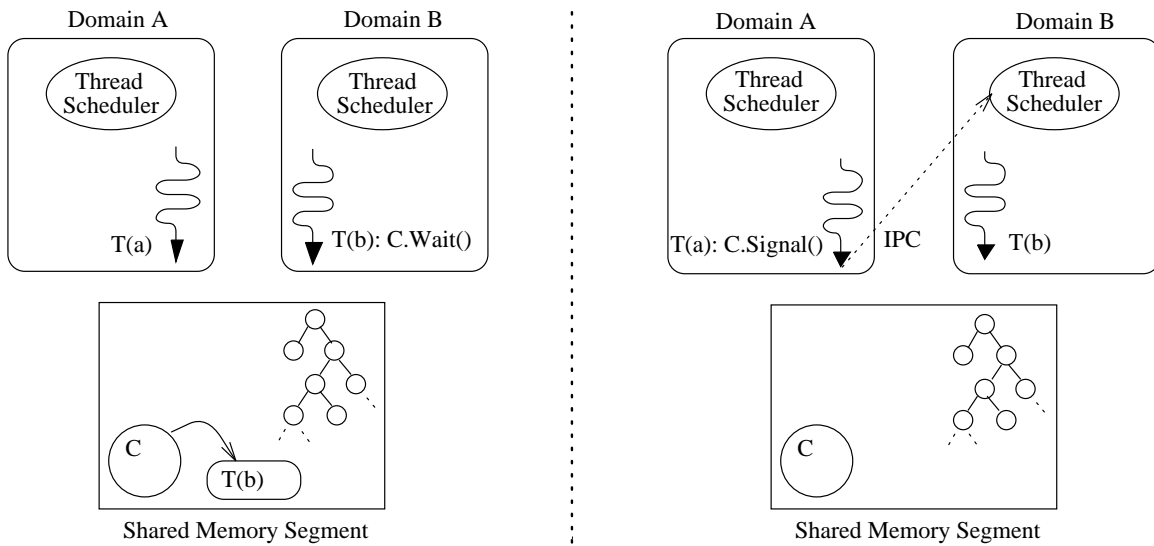 Domain A
Domain B
Thread
Scheduler
Thread
Scheduler
T(a)
T(b): C.Wait()
C
T(b)
Shared Memory Segment
Domain A
Domain B
Thread
Scheduler
Thread
Scheduler
T(a): C.Signal()
IPC
T(b)
C
Shared Memory Segment